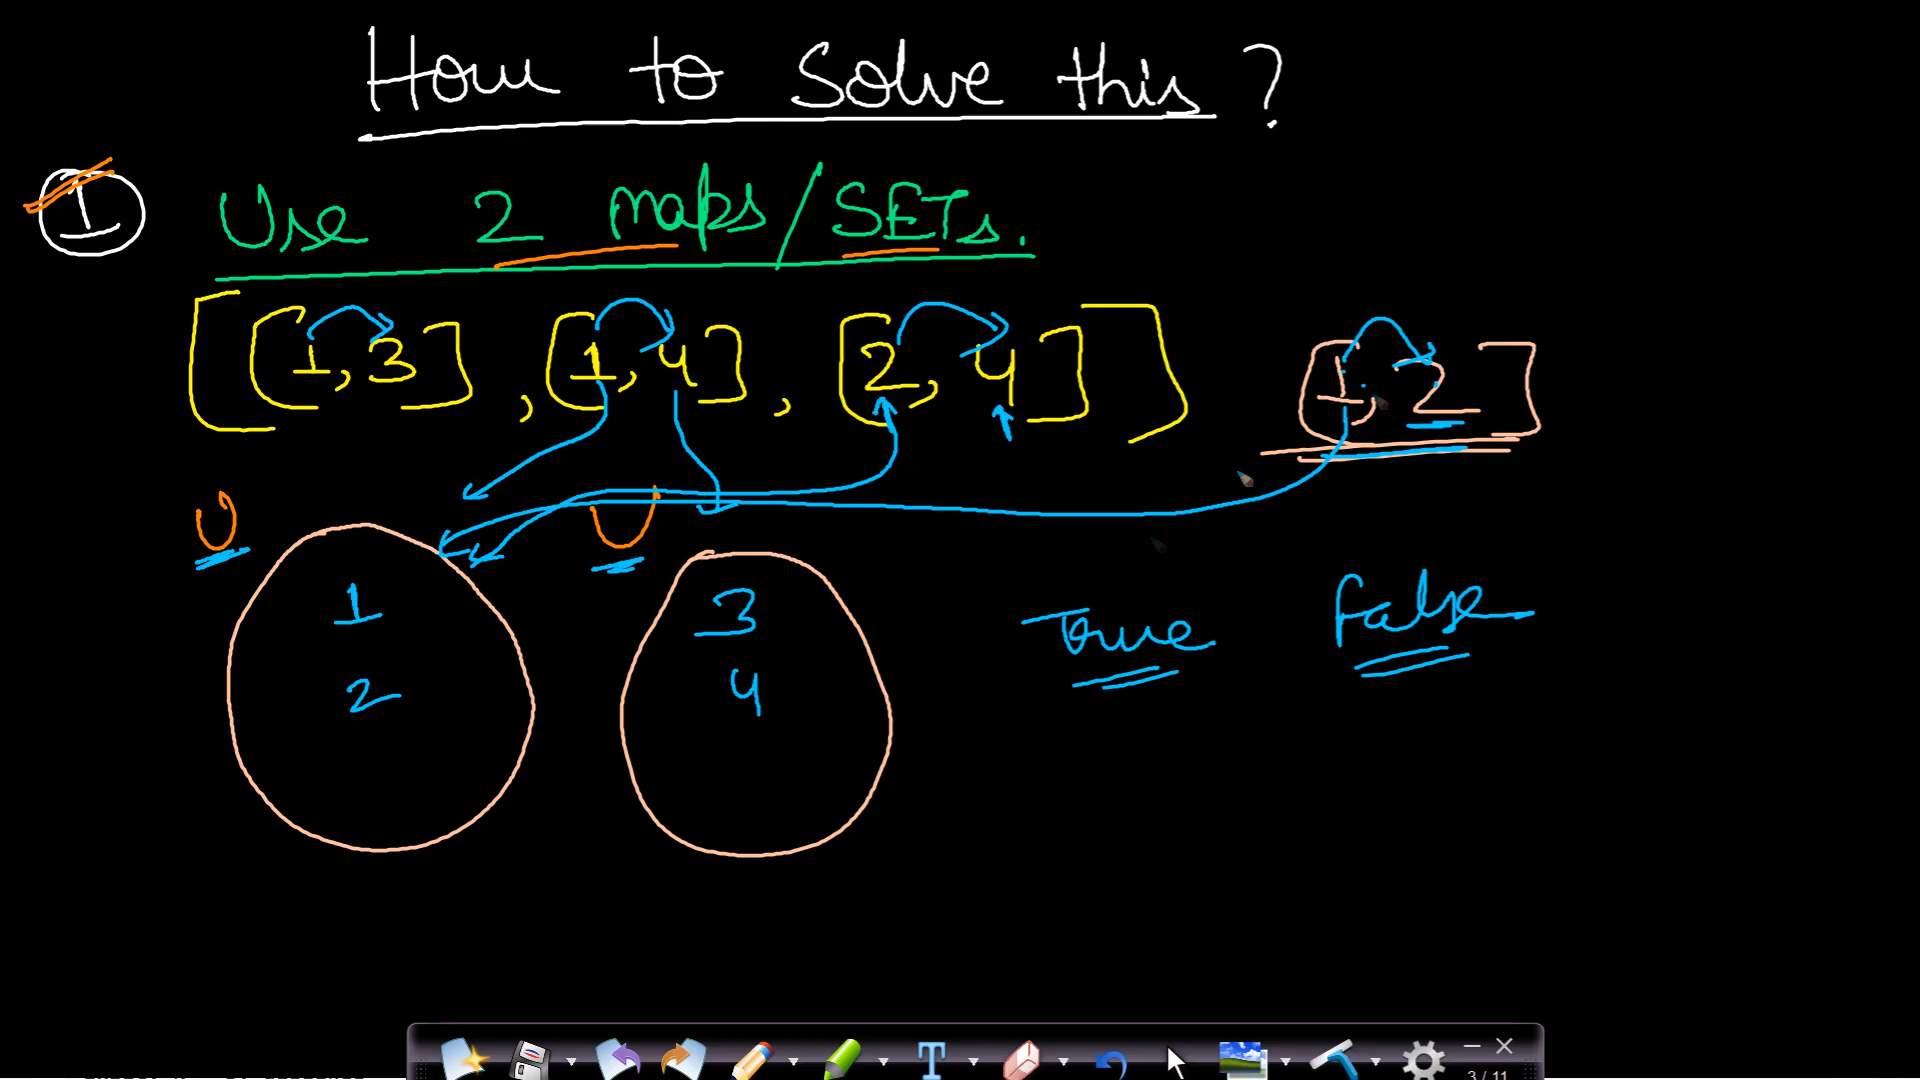 How to solve this?
1 Use 2 maps/SETs.
[[1,3], [1,4], [2,4]] [1,2]
U U
1 3 True False
2 4
T
3 / 11